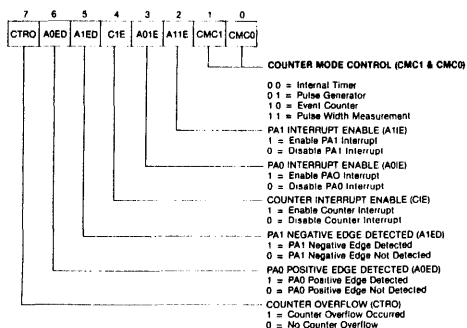 7 6 5 4 3 2 1 0
CTRO A0ED A1ED C1E A01E A11E CMC1 CMC0
COUNTER MODE CONTROL (CMC1 & CMC0)
0 0 = Internal Timer
0 1 = Pulse Generator
1 0 = Event Counter
1 1 = Pulse Width Measurement
PA1 INTERRUPT ENABLE (A1IE)
1 = Enable PA1 Interrupt
0 = Disable PA1 Interrupt
PA0 INTERRUPT ENABLE (A0IE)
1 = Enable PAO Interrupt
0 = Disable PA0 Interrupt
COUNTER INTERRUPT ENABLE (CIE)
1 = Enable Counter Interrupt
0 = Disable Counter Interrupt
PA1 NEGATIVE EDGE DETECTED (A1ED)
1 = PA1 Negative Edge Detected
0 = PA1 Negative Edge Not Detected
PA0 POSITIVE EDGE DETECTED (A0ED)
1 = PA0 Positive Edge Detected
0 = PA0 Positive Edge Not Detected
COUNTER OVERFLOW (CTRO)
1 = Counter Overflow Occurred
0 = No Counter Overflow